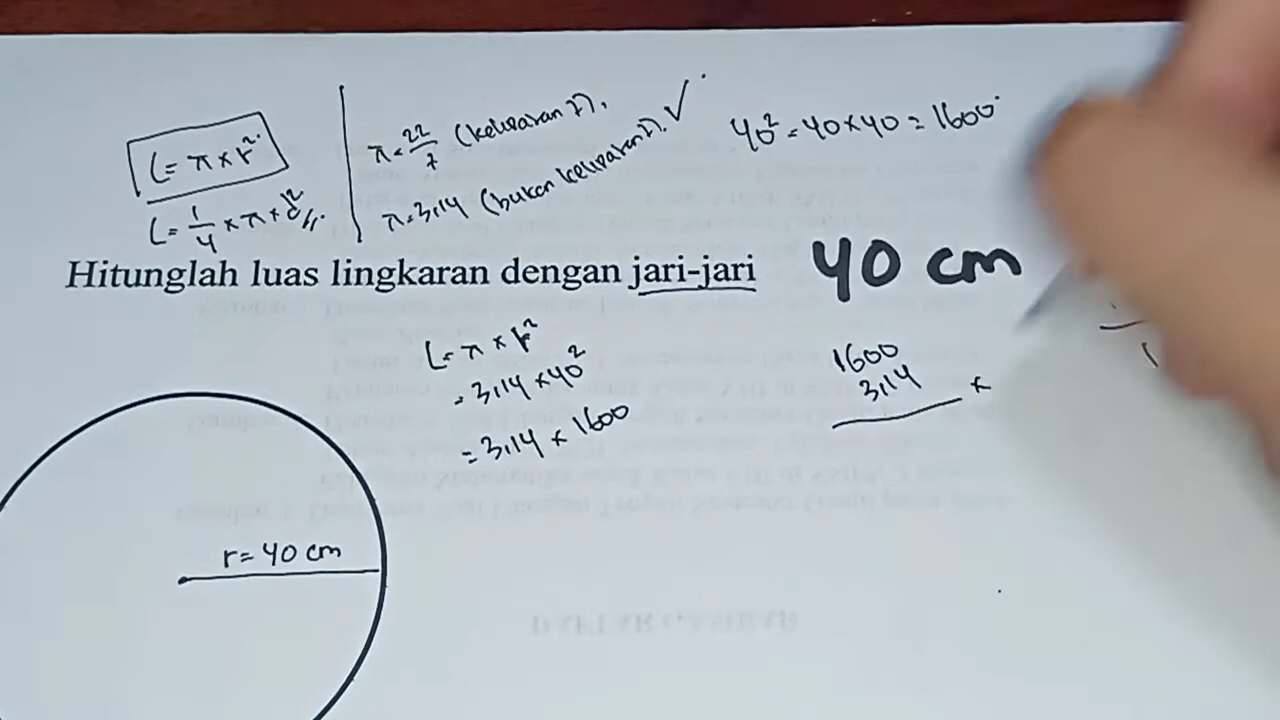 L = π × r²
L = 1/4 × π × d² //.
π = 22/7 (kelipatan 7).
π = 3,14 (bukan kelipatan 7). ✓
40² = 40 × 40 = 1600
Hitunglah luas lingkaran dengan jari-jari 40 cm
L = π × r²
= 3,14 × 40²
= 3,14 × 1600
1600
3,14 ×
r = 40 cm